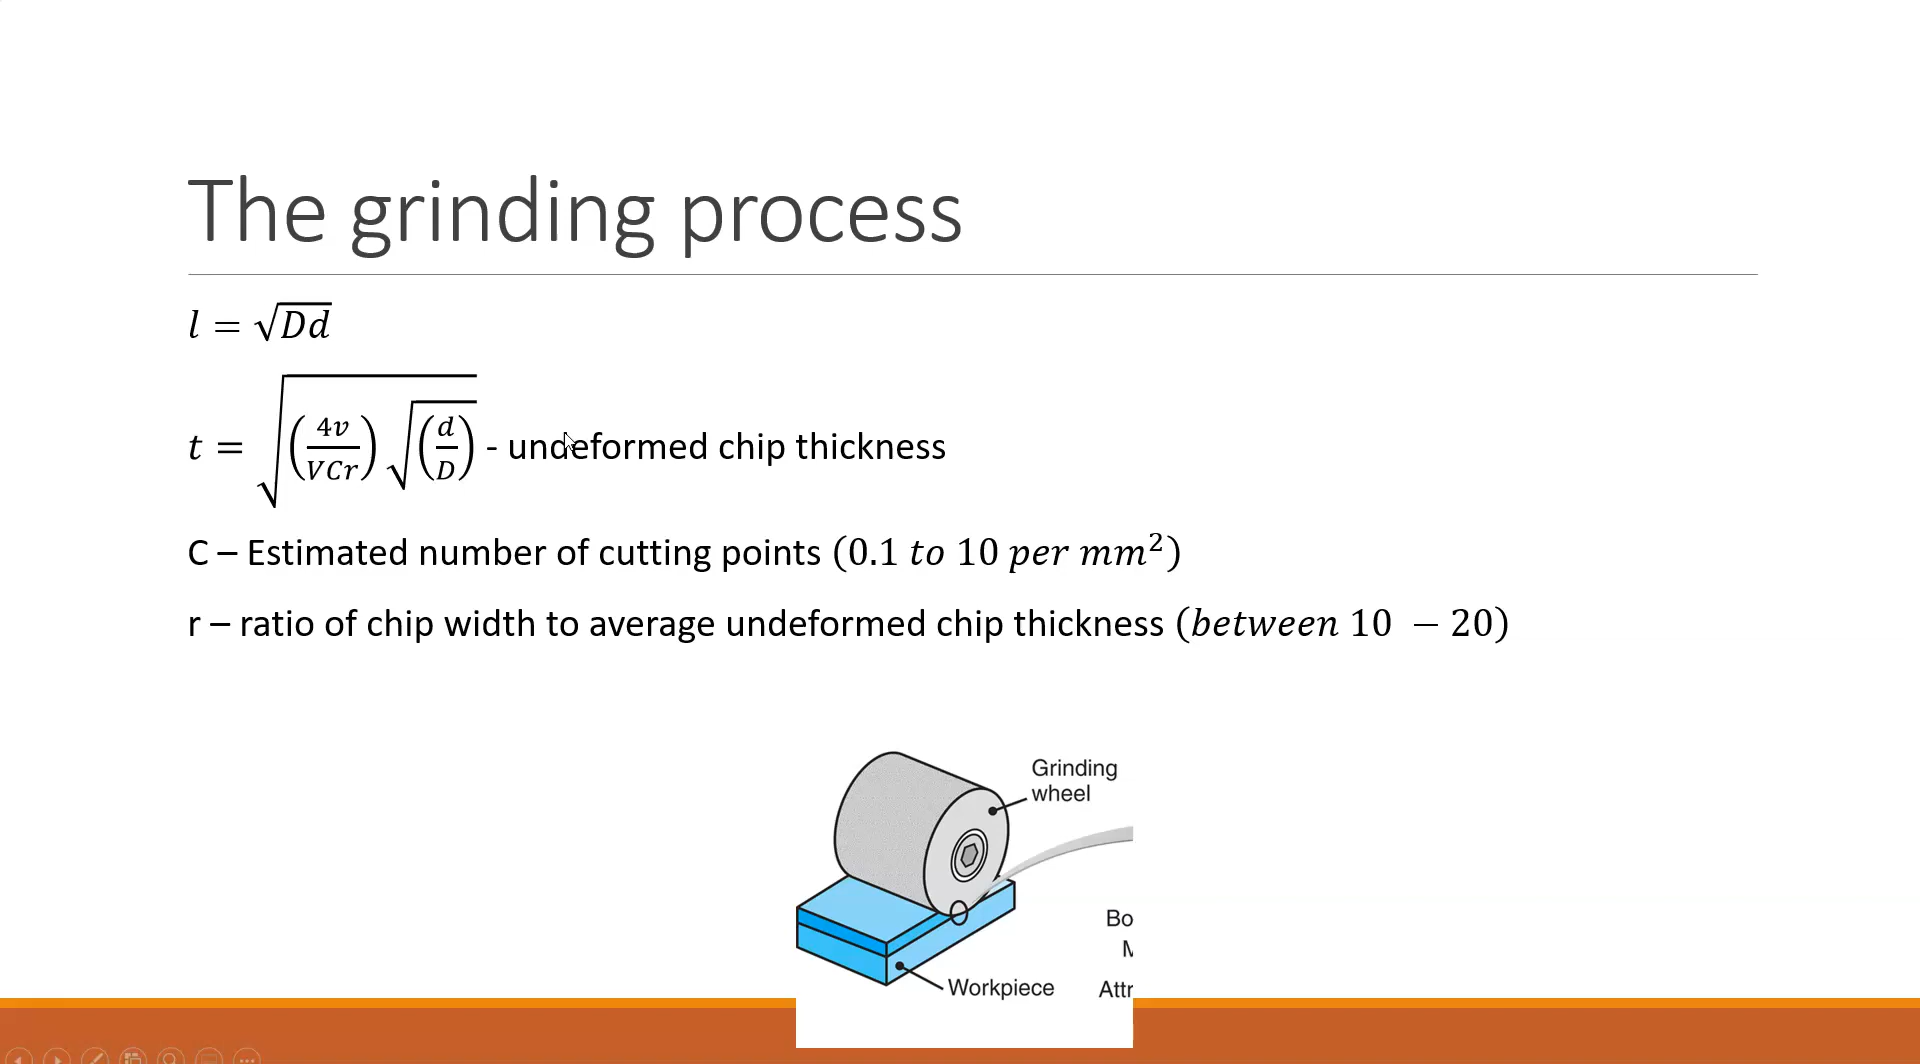 The grinding process
l = √Dd
t = √((4v/VCr) √(d/D)) - undeformed chip thickness
C – Estimated number of cutting points (0.1 to 10 per mm²)
r – ratio of chip width to average undeformed chip thickness (between 10 – 20)
Grinding
wheel
Bo
Workpiece
Attr